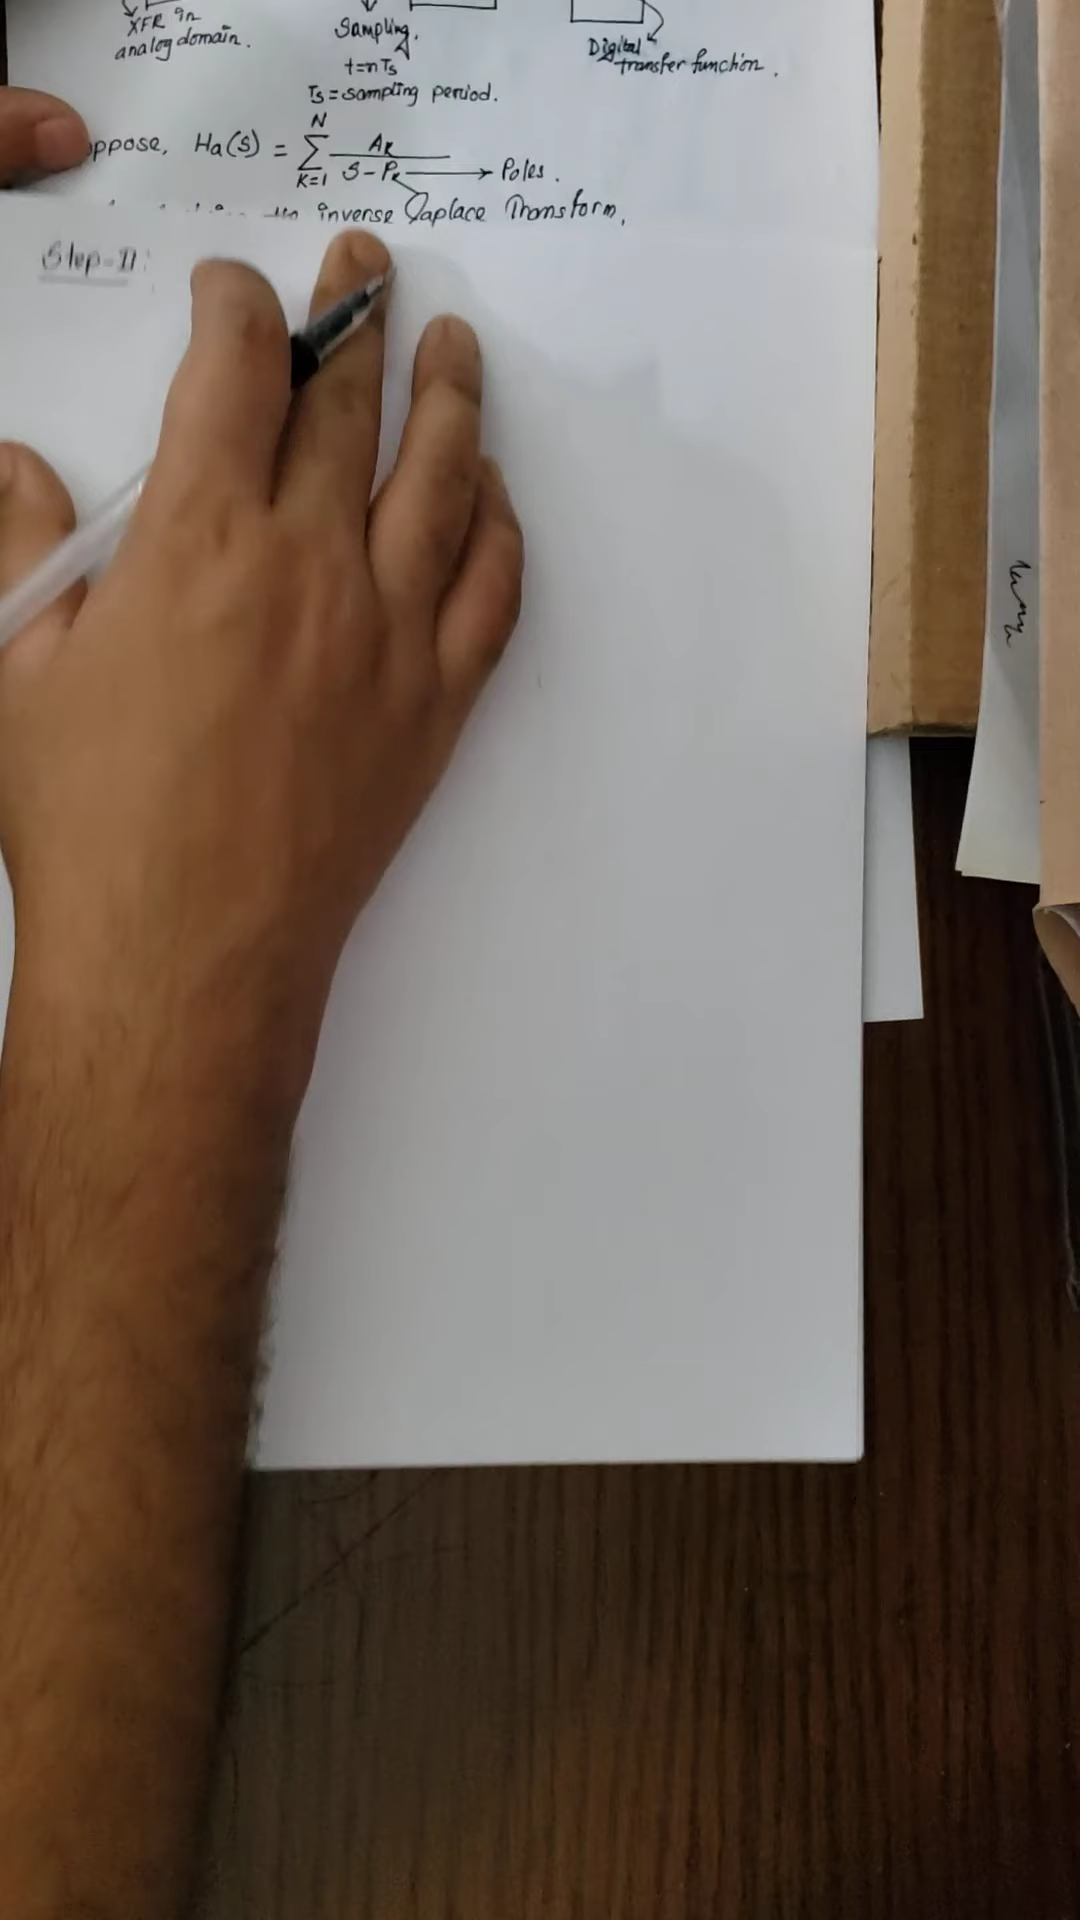 XFR in
analog domain.
Sampling.
t=nTs
Ts = sampling period.
Digital
transfer function.
ppose, Ha(s) = N Σ K=1 AK / S-PK → Poles.
inverse Laplace Transform,
Step-II: